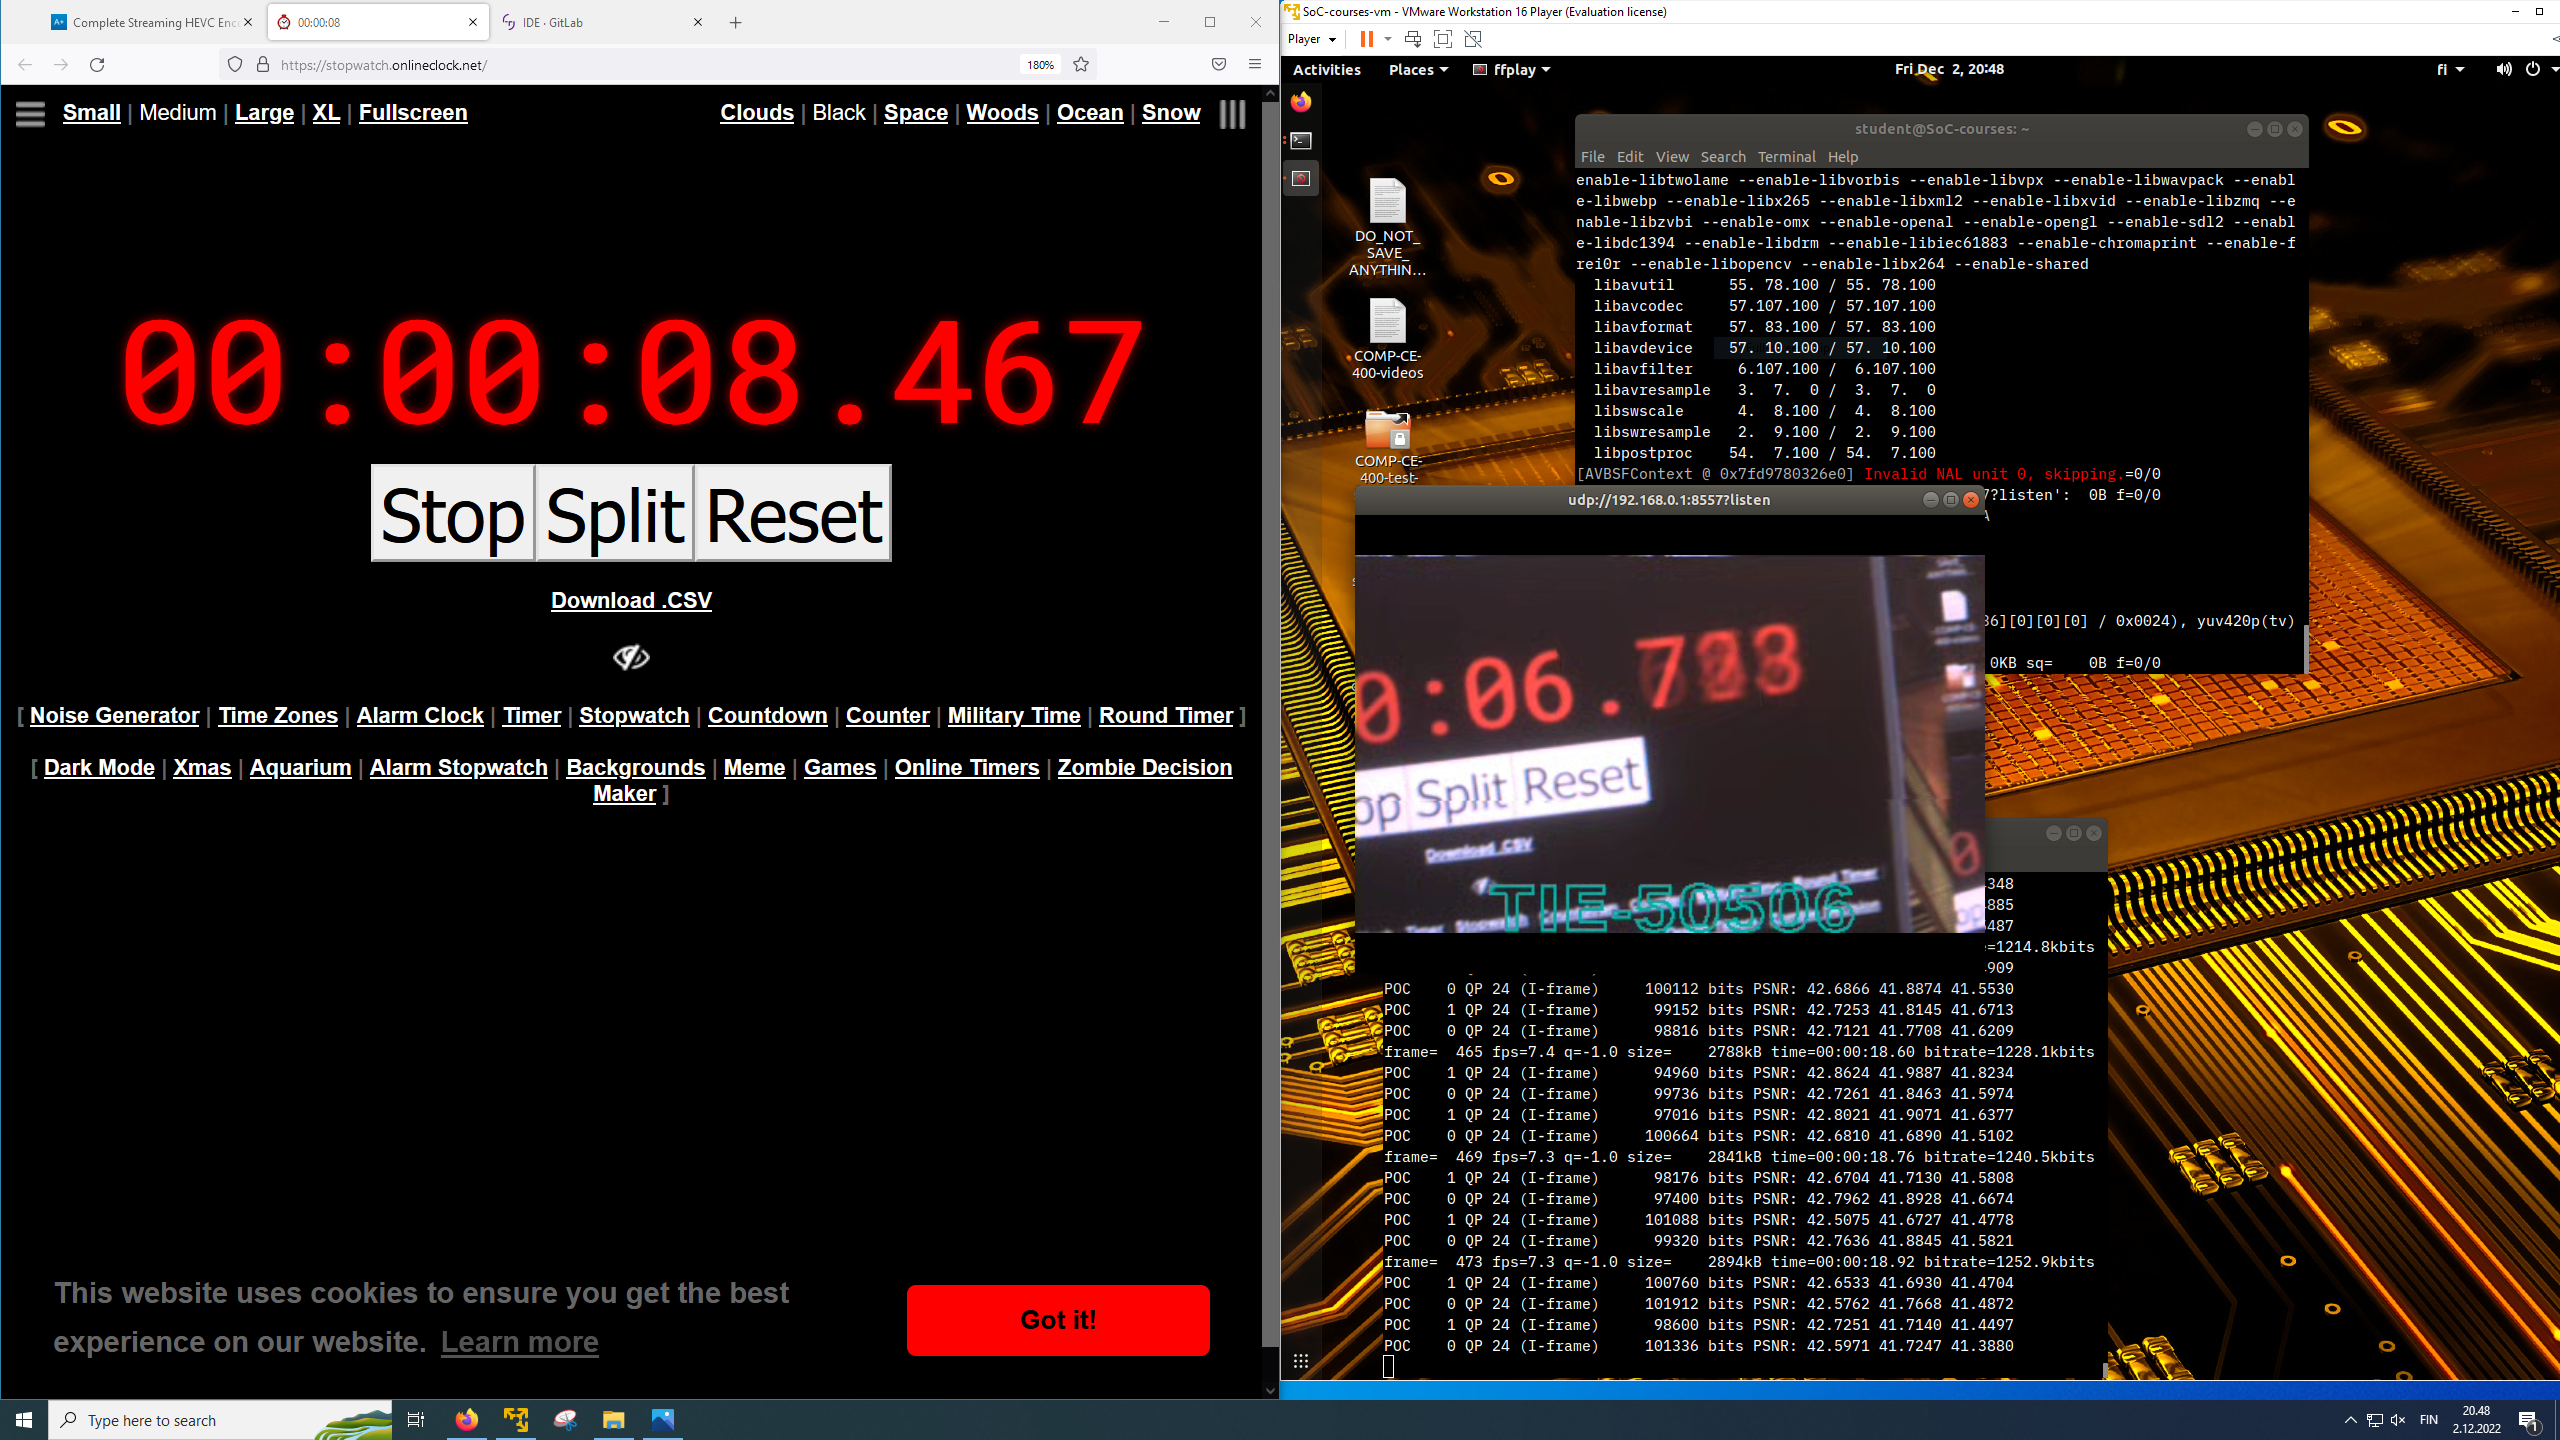 Complete Streaming HEVC Enc
00:00:08
IDE · GitLab
https://stopwatch.onlineclock.net/
180%
Small | Medium | Large | XL | Fullscreen
Clouds | Black | Space | Woods | Ocean | Snow
00:00:08.467
Stop Split Reset
Download .CSV
[ Noise Generator | Time Zones | Alarm Clock | Timer | Stopwatch | Countdown | Counter | Military Time | Round Timer ]
[ Dark Mode | Xmas | Aquarium | Alarm Stopwatch | Backgrounds | Meme | Games | Online Timers | Zombie Decision
Maker ]
This website uses cookies to ensure you get the best
experience on our website. Learn more
Got it!
SoC-courses-vm - VMware Workstation 16 Player (Evaluation license)
Player
Activities Places ffplay Fri Dec 2, 20:48 fi
DO_NOT_
SAVE_
ANYTHIN...
COMP-CE-
400-videos
COMP-CE-
400-test-
student@SoC-courses: ~
File Edit View Search Terminal Help
enable-libtwolame --enable-libvorbis --enable-libvpx --enable-libwavpack --enabl
e-libwebp --enable-libx265 --enable-libxml2 --enable-libxvid --enable-libzmq --e
nable-libzvbi --enable-omx --enable-openal --enable-opengl --enable-sdl2 --enabl
e-libdc1394 --enable-libdrm --enable-libiec61883 --enable-chromaprint --enable-f
rei0r --enable-libopencv --enable-libx264 --enable-shared
libavutil 55. 78.100 / 55. 78.100
libavcodec 57.107.100 / 57.107.100
libavformat 57. 83.100 / 57. 83.100
libavdevice 57. 10.100 / 57. 10.100
libavfilter 6.107.100 / 6.107.100
libavresample 3. 7. 0 / 3. 7. 0
libswscale 4. 8.100 / 4. 8.100
libswresample 2. 9.100 / 2. 9.100
libpostproc 54. 7.100 / 54. 7.100
[AVBSFContext @ 0x7fd9780326e0] Invalid NAL unit 0, skipping.=0/0
7?listen': 0B f=0/0
36][0][0][0] / 0x0024), yuv420p(tv)
0KB sq= 0B f=0/0
udp://192.168.0.1:8557?listen
0:06.7
op Split Reset
Download .CSV
TIE-50506
348
885
487
=1214.8kbits
909
POC 0 QP 24 (I-frame) 100112 bits PSNR: 42.6866 41.8874 41.5530
POC 1 QP 24 (I-frame) 99152 bits PSNR: 42.7253 41.8145 41.6713
POC 0 QP 24 (I-frame) 98816 bits PSNR: 42.7121 41.7708 41.6209
frame= 465 fps=7.4 q=-1.0 size= 2788kB time=00:00:18.60 bitrate=1228.1kbits
POC 1 QP 24 (I-frame) 94960 bits PSNR: 42.8624 41.9887 41.8234
POC 0 QP 24 (I-frame) 99736 bits PSNR: 42.7261 41.8463 41.5974
POC 1 QP 24 (I-frame) 97016 bits PSNR: 42.8021 41.9071 41.6377
POC 0 QP 24 (I-frame) 100664 bits PSNR: 42.6810 41.6890 41.5102
frame= 469 fps=7.3 q=-1.0 size= 2841kB time=00:00:18.76 bitrate=1240.5kbits
POC 1 QP 24 (I-frame) 98176 bits PSNR: 42.6704 41.7130 41.5808
POC 0 QP 24 (I-frame) 97400 bits PSNR: 42.7962 41.8928 41.6674
POC 1 QP 24 (I-frame) 101088 bits PSNR: 42.5075 41.6727 41.4778
POC 0 QP 24 (I-frame) 99320 bits PSNR: 42.7636 41.8845 41.5821
frame= 473 fps=7.3 q=-1.0 size= 2894kB time=00:00:18.92 bitrate=1252.9kbits
POC 1 QP 24 (I-frame) 100760 bits PSNR: 42.6533 41.6930 41.4704
POC 0 QP 24 (I-frame) 101912 bits PSNR: 42.5762 41.7668 41.4872
POC 1 QP 24 (I-frame) 98600 bits PSNR: 42.7251 41.7140 41.4497
POC 0 QP 24 (I-frame) 101336 bits PSNR: 42.5971 41.7247 41.3880
Type here to search
FIN
20.48
2.12.2022
1